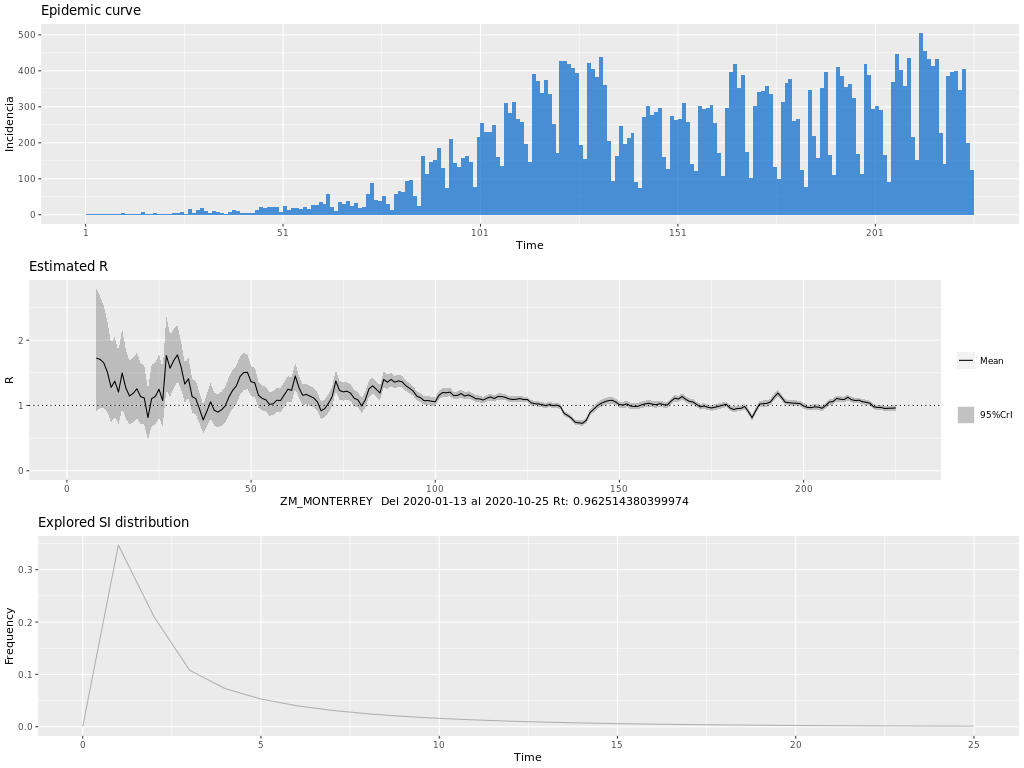 Epidemic curve
500
400
300
200
100
0
Incidencia
1 51 101 151 201
Time
Estimated R
2
1
0
R
Mean
95%CrI
0 50 100 150 200
ZM_MONTERREY Del 2020-01-13 al 2020-10-25 Rt: 0.962514380399974
Explored SI distribution
0.3
0.2
0.1
0.0
Frequency
0 5 10 15 20 25
Time